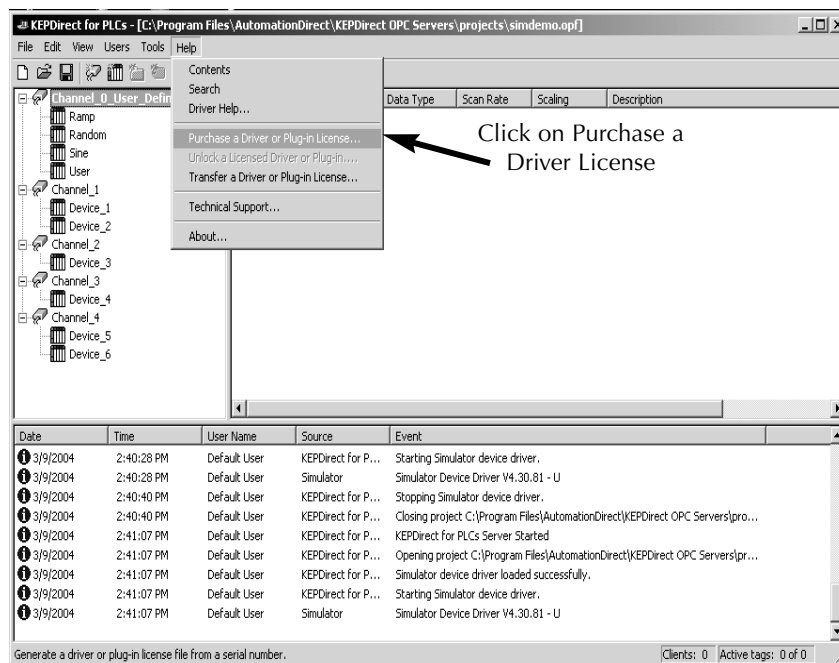 KEPDirect for PLCs - [C:\Program Files\AutomationDirect\KEPDirect OPC Servers\projects\simdemo.opf]
File Edit View Users Tools Help
Contents
Search
Driver Help...
Purchase a Driver or Plug-in License...
Unlock a Licensed Driver or Plug-in....
Transfer a Driver or Plug-in License...
Technical Support...
About...
Data Type Scan Rate Scaling Description
Click on Purchase a
Driver License
Channel_0_User_Defin
Ramp
Random
Sine
User
Channel_1
Device_1
Device_2
Channel_2
Device_3
Channel_3
Device_4
Channel_4
Device_5
Device_6
Date Time User Name Source Event
3/9/2004 2:40:28 PM Default User KEPDirect for P... Starting Simulator device driver.
3/9/2004 2:40:28 PM Default User Simulator Simulator Device Driver V4.30.81 - U
3/9/2004 2:40:40 PM Default User KEPDirect for P... Stopping Simulator device driver.
3/9/2004 2:40:40 PM Default User KEPDirect for P... Closing project C:\Program Files\AutomationDirect\KEPDirect OPC Servers\pro...
3/9/2004 2:41:07 PM Default User KEPDirect for P... KEPDirect for PLCs Server Started
3/9/2004 2:41:07 PM Default User KEPDirect for P... Opening project C:\Program Files\AutomationDirect\KEPDirect OPC Servers\pr...
3/9/2004 2:41:07 PM Default User KEPDirect for P... Simulator device driver loaded successfully.
3/9/2004 2:41:07 PM Default User KEPDirect for P... Starting Simulator device driver.
3/9/2004 2:41:07 PM Default User Simulator Simulator Device Driver V4.30.81 - U
Generate a driver or plug-in license file from a serial number. Clients: 0 Active tags: 0 of 0